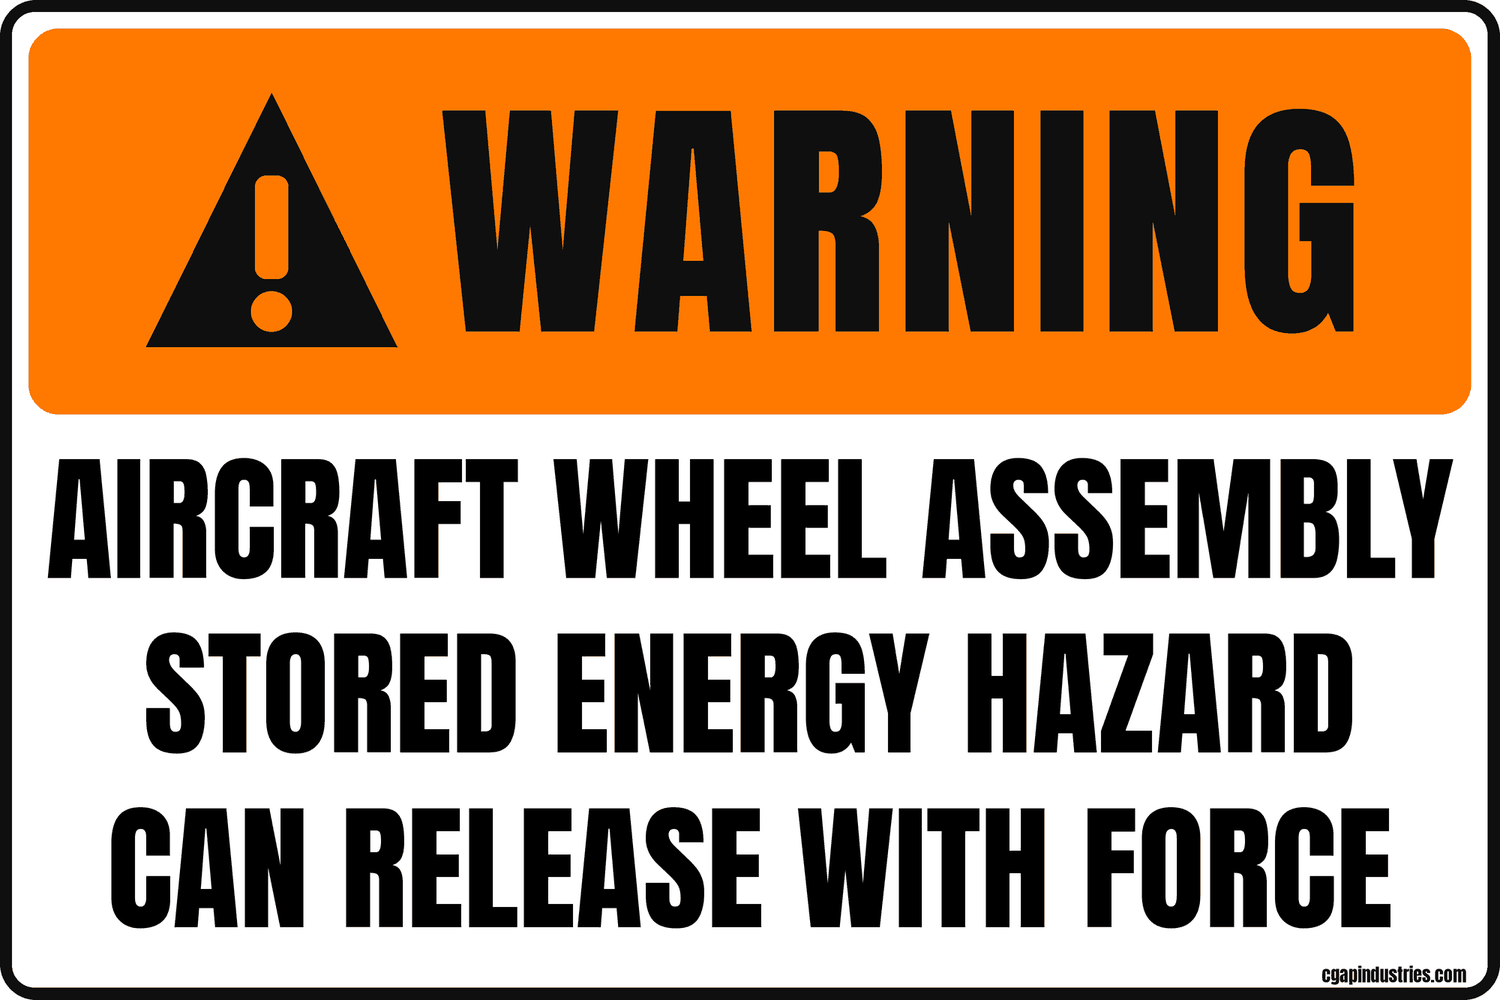 WARNING
AIRCRAFT WHEEL ASSEMBLY
STORED ENERGY HAZARD
CAN RELEASE WITH FORCE
cgapindustries.com